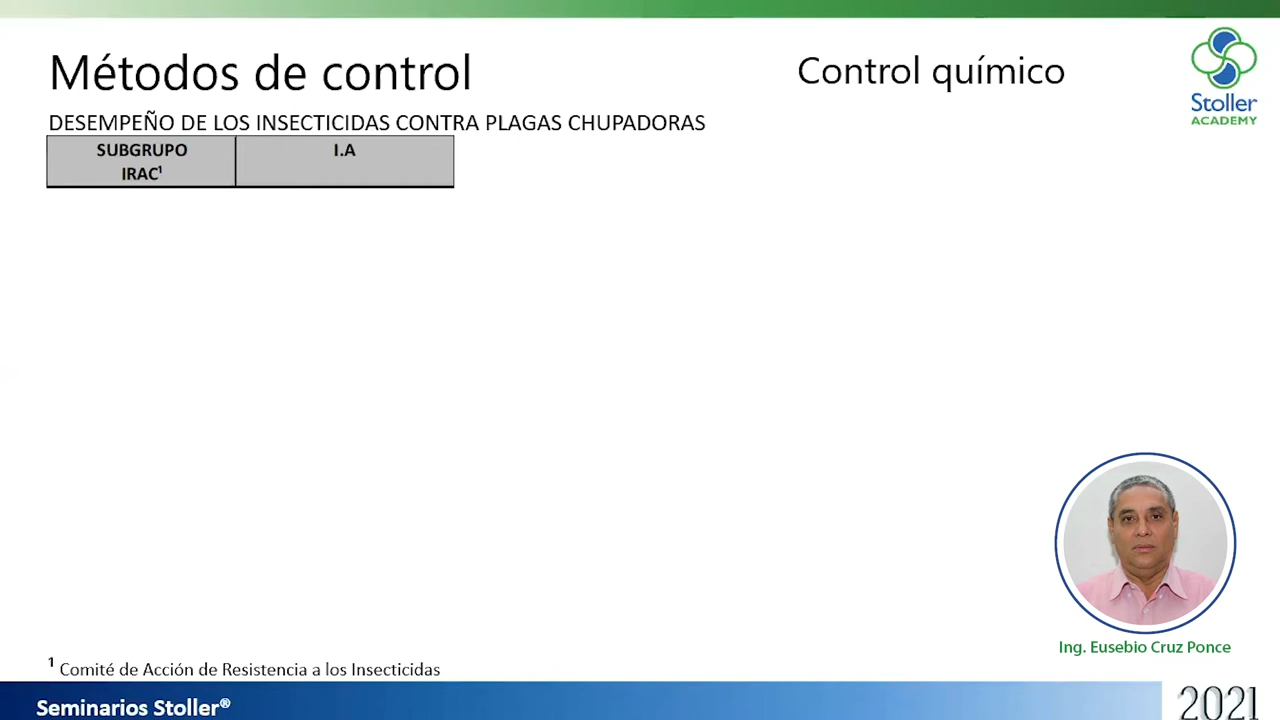 Métodos de control
Control químico
Stoller
ACADEMY
DESEMPEÑO DE LOS INSECTICIDAS CONTRA PLAGAS CHUPADORAS
SUBGRUPO
IRAC¹
I.A
Ing. Eusebio Cruz Ponce
¹ Comité de Acción de Resistencia a los Insecticidas
Seminarios Stoller®
2021